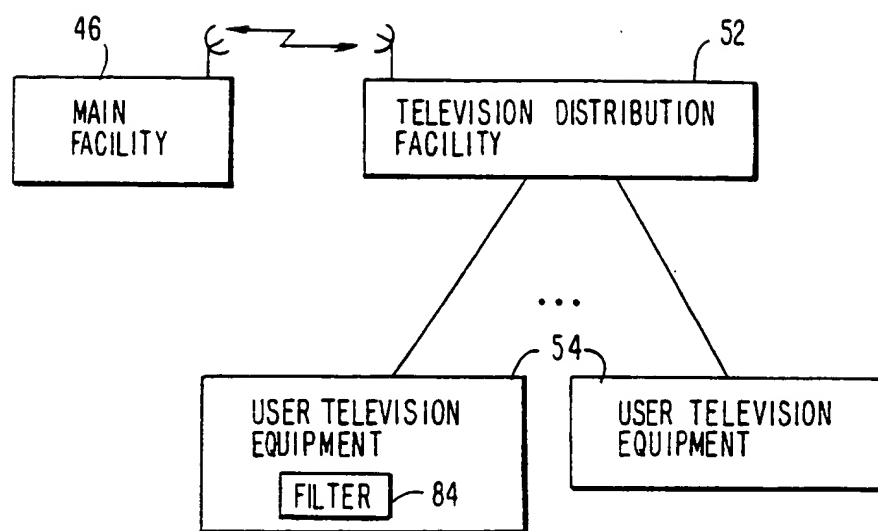 46
52
MAIN
FACILITY
TELEVISION DISTRIBUTION
FACILITY
...
54
USER TELEVISION
EQUIPMENT
FILTER
84
USER TELEVISION
EQUIPMENT